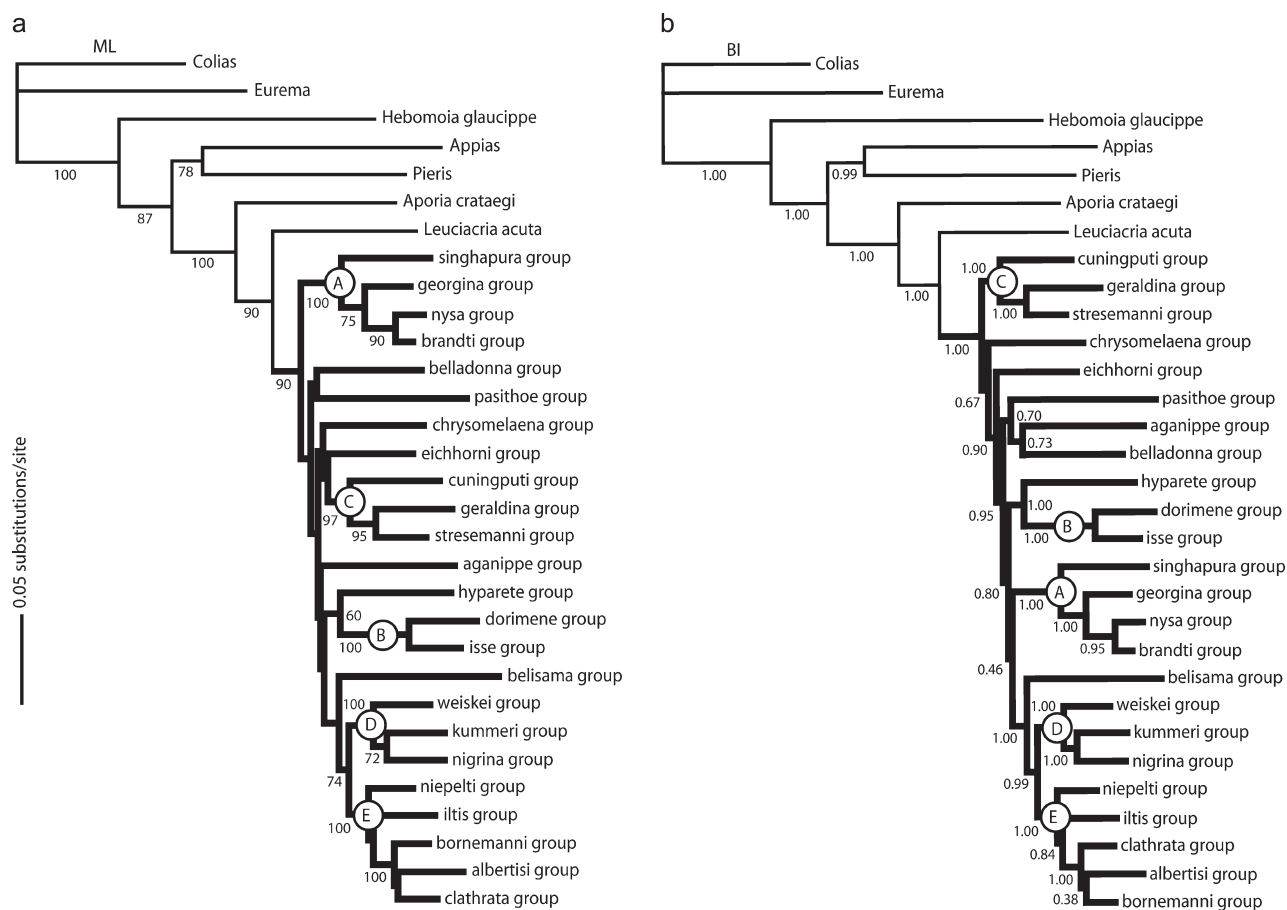 a
ML
Colias
Eurema
Hebomoia glaucippe
100
Appias
78
Pieris
87
Aporia crataegi
100
Leuciacria acuta
90
singhapura group
A
100
georgina group
75
nysa group
90
brandti group
90
belladonna group
pasithoe group
chrysomelaena group
eichhorni group
cuningputi group
C
97
geraldina group
95
stresemanni group
aganippe group
hyparete group
60
dorimene group
100
B
isse group
belisama group
100
weiskei group
D
kummeri group
72
nigrina group
74
niepelti group
E
iltis group
100
bornemanni group
100
albertisi group
clathrata group
0.05 substitutions/site
b
BI
Colias
Eurema
Hebomoia glaucippe
1.00
Appias
0.99
Pieris
1.00
Aporia crataegi
1.00
Leuciacria acuta
1.00
cuningputi group
1.00
C
geraldina group
1.00
stresemanni group
1.00
chrysomelaena group
eichhorni group
0.67
pasithoe group
0.70
aganippe group
0.90
0.73
belladonna group
hyparete group
1.00
dorimene group
0.95
1.00
B
isse group
singhapura group
0.80
A
georgina group
1.00
1.00
nysa group
0.95
brandti group
0.46
belisama group
1.00
weiskei group
1.00
D
kummeri group
1.00
nigrina group
0.99
niepelti group
E
iltis group
1.00
clathrata group
0.84
albertisi group
1.00
0.38
bornemanni group